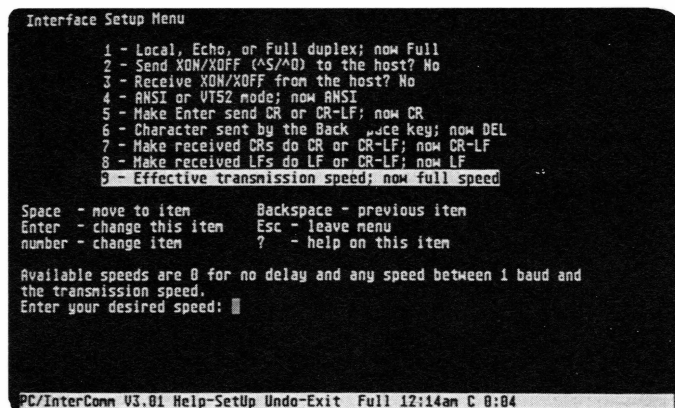 Interface Setup Menu
1 - Local, Echo, or Full duplex; now Full
2 - Send XON/XOFF (^S/^Q) to the host? No
3 - Receive XON/XOFF from the host? No
4 - ANSI or VT52 mode; now ANSI
5 - Make Enter send CR or CR-LF; now CR
6 - Character sent by the Back key; now DEL
7 - Make received CRs do CR or CR-LF; now CR-LF
8 - Make received LFs do LF or CR-LF; now LF
9 - Effective transmission speed; now full speed
Space - move to item Backspace - previous item
Enter - change this item Esc - leave menu
number - change item ? - help on this item
Available speeds are 0 for no delay and any speed between 1 baud and
the transmission speed.
Enter your desired speed:
PC/InterComm V3.01 Help-SetUp Undo-Exit Full 12:14am C 0:04